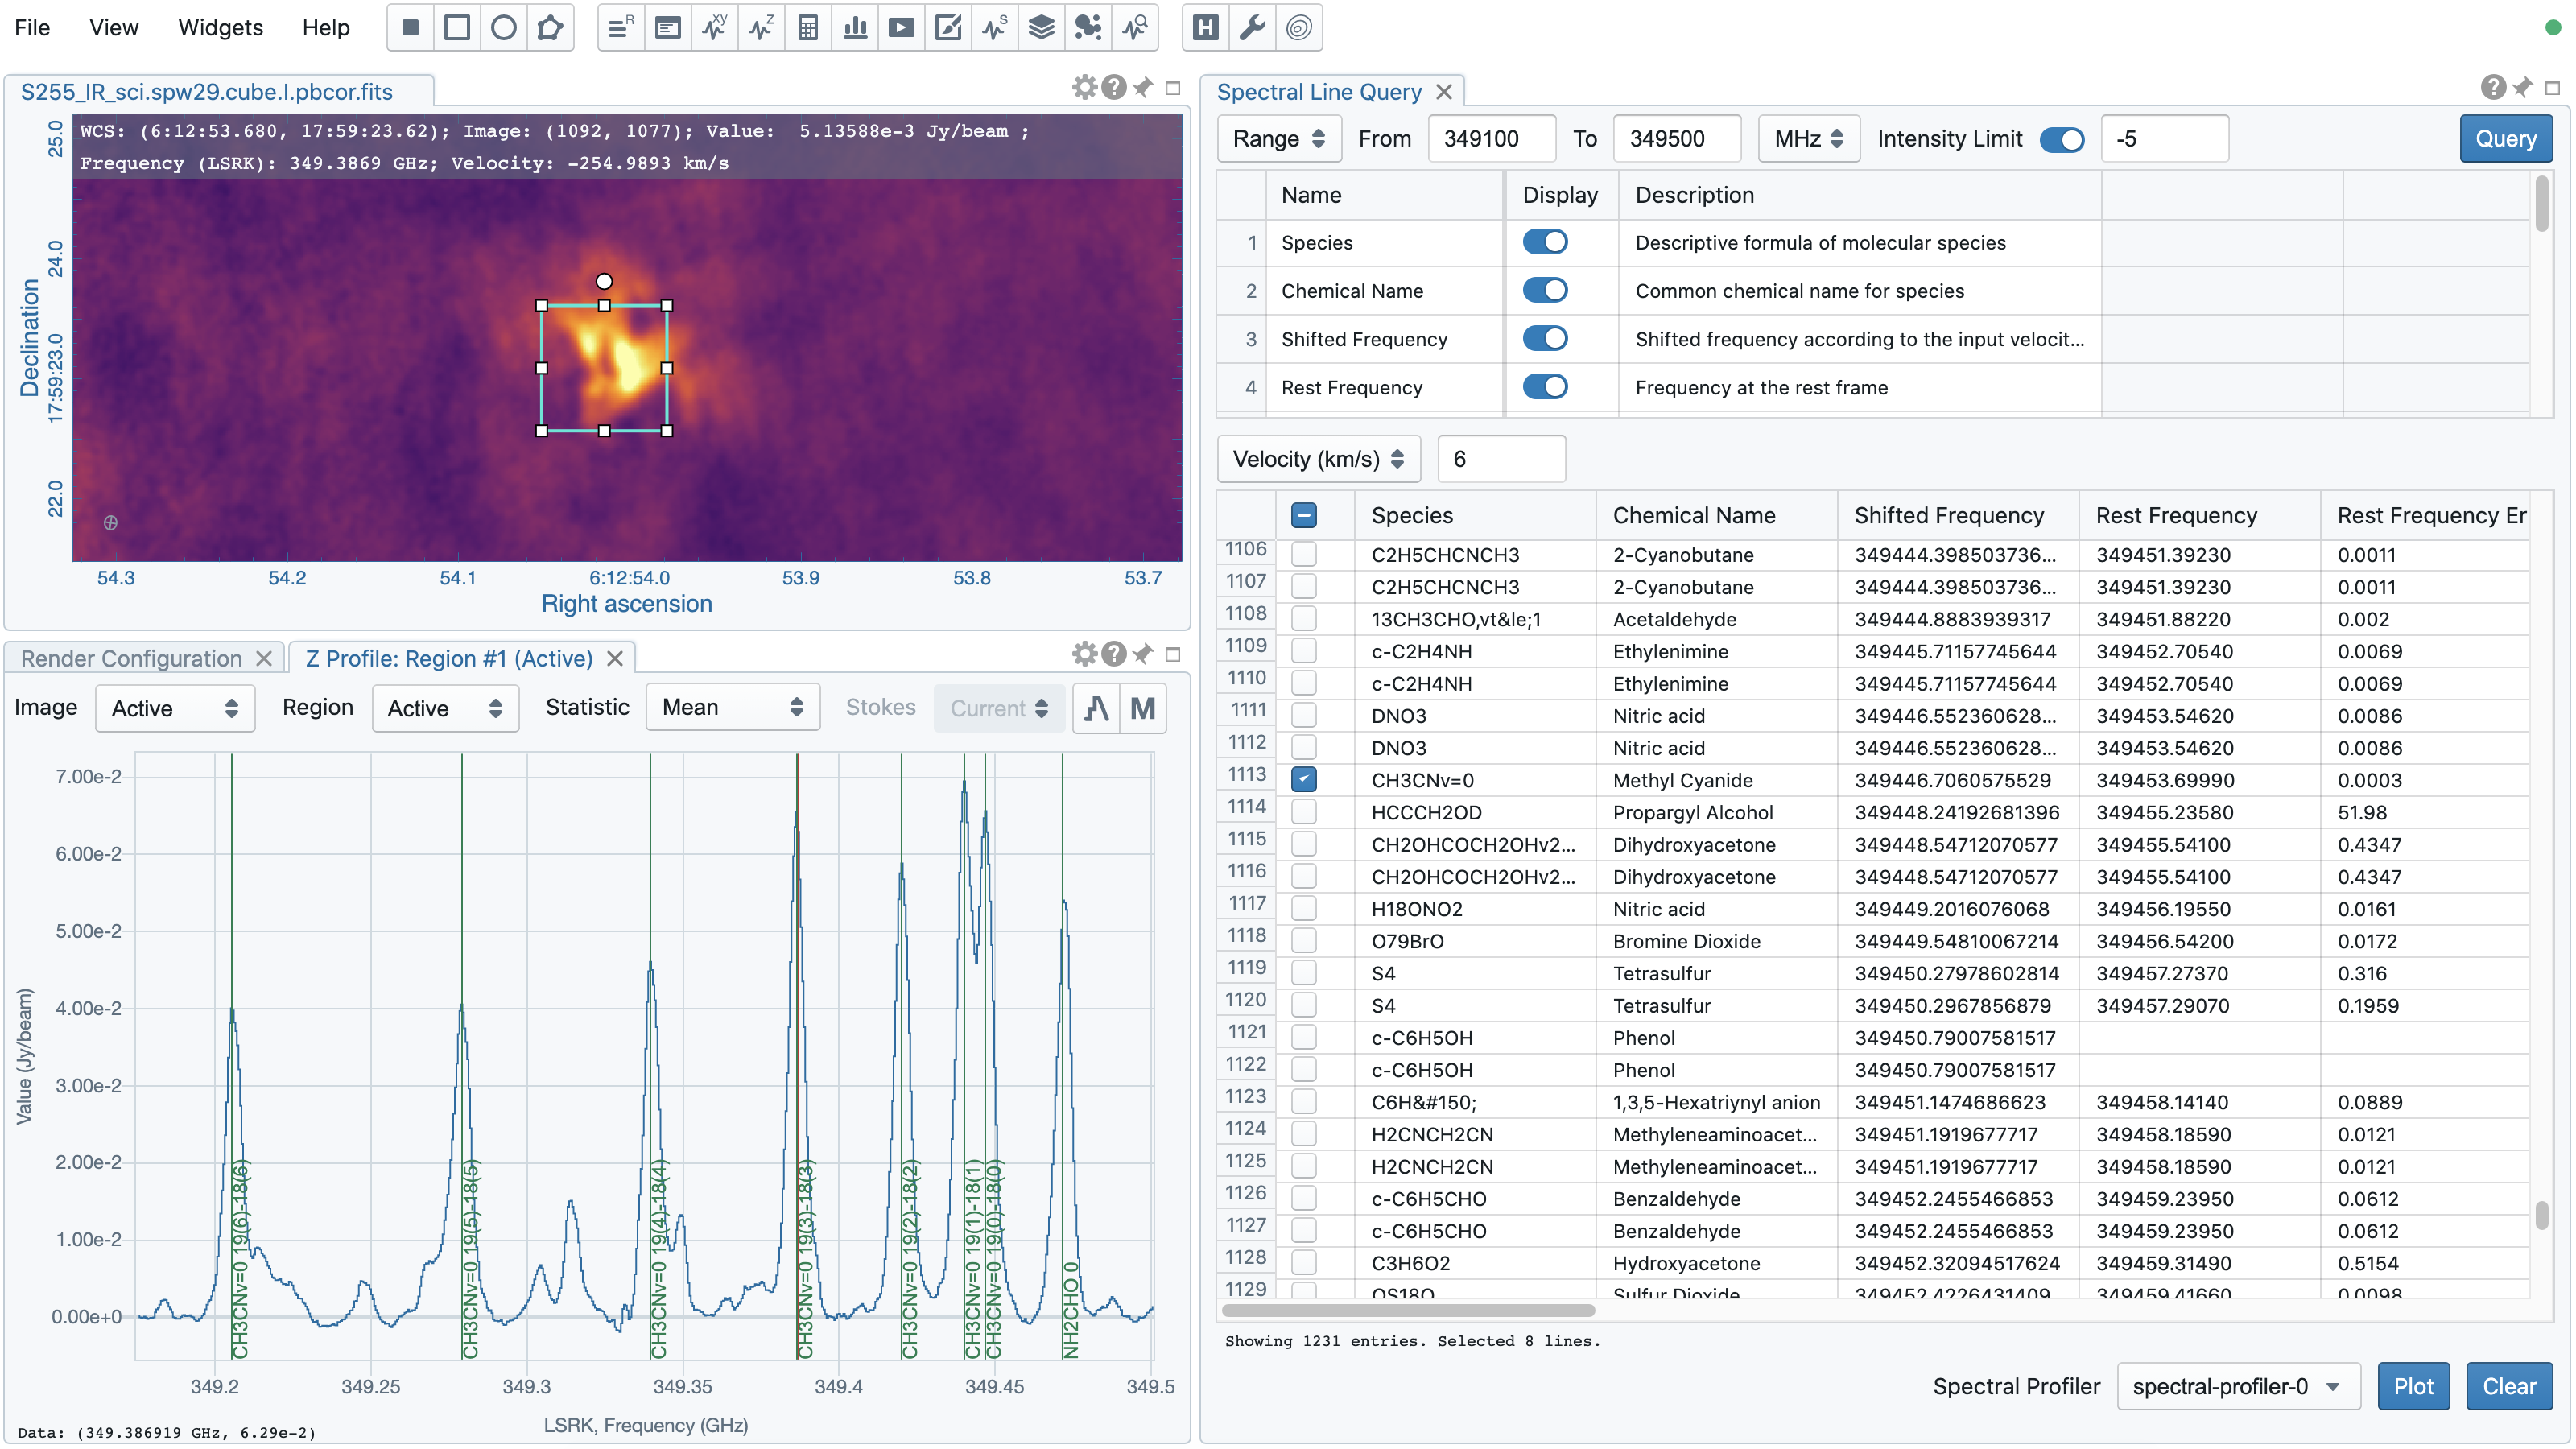 File View Widgets Help
R xy Z S H
S255_IR_sci.spw29.cube.I.pbcor.fits
WCS: (6:12:53.680, 17:59:23.62); Image: (1092, 1077); Value:  5.13588e-3 Jy/beam ;
Frequency (LSRK): 349.3869 GHz; Velocity: -254.9893 km/s
Declination
25.0
24.0
17:59:23.0
22.0
54.3 54.2 54.1 6:12:54.0 53.9 53.8 53.7
Right ascension
Render Configuration
Z Profile: Region #1 (Active)
Image Active Region Active Statistic Mean Stokes Current M
Value (Jy/beam)
7.00e-2
6.00e-2
5.00e-2
4.00e-2
3.00e-2
2.00e-2
1.00e-2
0.00e+0
CH3CNv=0 19(6)-18(6)
CH3CNv=0 19(5)-18(5)
CH3CNv=0 19(4)-18(4)
CH3CNv=0 19(3)-18(3)
CH3CNv=0 19(2)-18(2)
CH3CNv=0 19(1)-18(1)
CH3CNv=0 19(0)-18(0)
NH2CHO 0
349.2 349.25 349.3 349.35 349.4 349.45 349.5
LSRK, Frequency (GHz)
Data: (349.386919 GHz, 6.29e-2)
Spectral Line Query
Range From 349100 To 349500 MHz Intensity Limit -5 Query
Name Display Description
1 Species Descriptive formula of molecular species
2 Chemical Name Common chemical name for species
3 Shifted Frequency Shifted frequency according to the input velocit...
4 Rest Frequency Frequency at the rest frame
Velocity (km/s) 6
Species Chemical Name Shifted Frequency Rest Frequency Rest Frequency Er
1106 C2H5CHCNCH3 2-Cyanobutane 349444.398503736... 349451.39230 0.0011
1107 C2H5CHCNCH3 2-Cyanobutane 349444.398503736... 349451.39230 0.0011
1108 13CH3CHO,vt&le;1 Acetaldehyde 349444.8883939317 349451.88220 0.002
1109 c-C2H4NH Ethylenimine 349445.71157745644 349452.70540 0.0069
1110 c-C2H4NH Ethylenimine 349445.71157745644 349452.70540 0.0069
1111 DNO3 Nitric acid 349446.552360628... 349453.54620 0.0086
1112 DNO3 Nitric acid 349446.552360628... 349453.54620 0.0086
1113 CH3CNv=0 Methyl Cyanide 349446.7060575529 349453.69990 0.0003
1114 HCCCH2OD Propargyl Alcohol 349448.24192681396 349455.23580 51.98
1115 CH2OHCOCH2OHv2... Dihydroxyacetone 349448.54712070577 349455.54100 0.4347
1116 CH2OHCOCH2OHv2... Dihydroxyacetone 349448.54712070577 349455.54100 0.4347
1117 H18ONO2 Nitric acid 349449.2016076068 349456.19550 0.0161
1118 O79BrO Bromine Dioxide 349449.54810067214 349456.54200 0.0172
1119 S4 Tetrasulfur 349450.27978602814 349457.27370 0.316
1120 S4 Tetrasulfur 349450.2967856879 349457.29070 0.1959
1121 c-C6H5OH Phenol 349450.79007581517
1122 c-C6H5OH Phenol 349450.79007581517
1123 C6H&#150; 1,3,5-Hexatriynyl anion 349451.1474686623 349458.14140 0.0889
1124 H2CNCH2CN Methyleneaminoacet... 349451.1919677717 349458.18590 0.0121
1125 H2CNCH2CN Methyleneaminoacet... 349451.1919677717 349458.18590 0.0121
1126 c-C6H5CHO Benzaldehyde 349452.2455466853 349459.23950 0.0612
1127 c-C6H5CHO Benzaldehyde 349452.2455466853 349459.23950 0.0612
1128 C3H6O2 Hydroxyacetone 349452.32094517624 349459.31490 0.5154
1129 OS18O Sulfur Dioxide 349452.4226431409 349459.41660 0.0098
Showing 1231 entries. Selected 8 lines.
Spectral Profiler spectral-profiler-0 Plot Clear